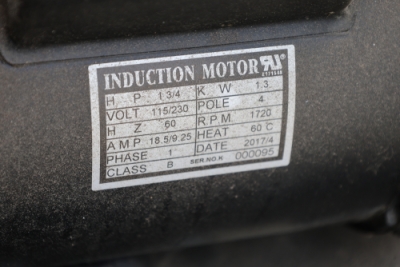 INDUCTION MOTOR
H P 1 3/4 K W 1.3
VOLT 115/230 POLE 4
H Z 60 R P M 1720
A M P 18.5/9.25 HEAT 60℃
PHASE 1 DATE 2017/4
CLASS B SER.NO.K 000095